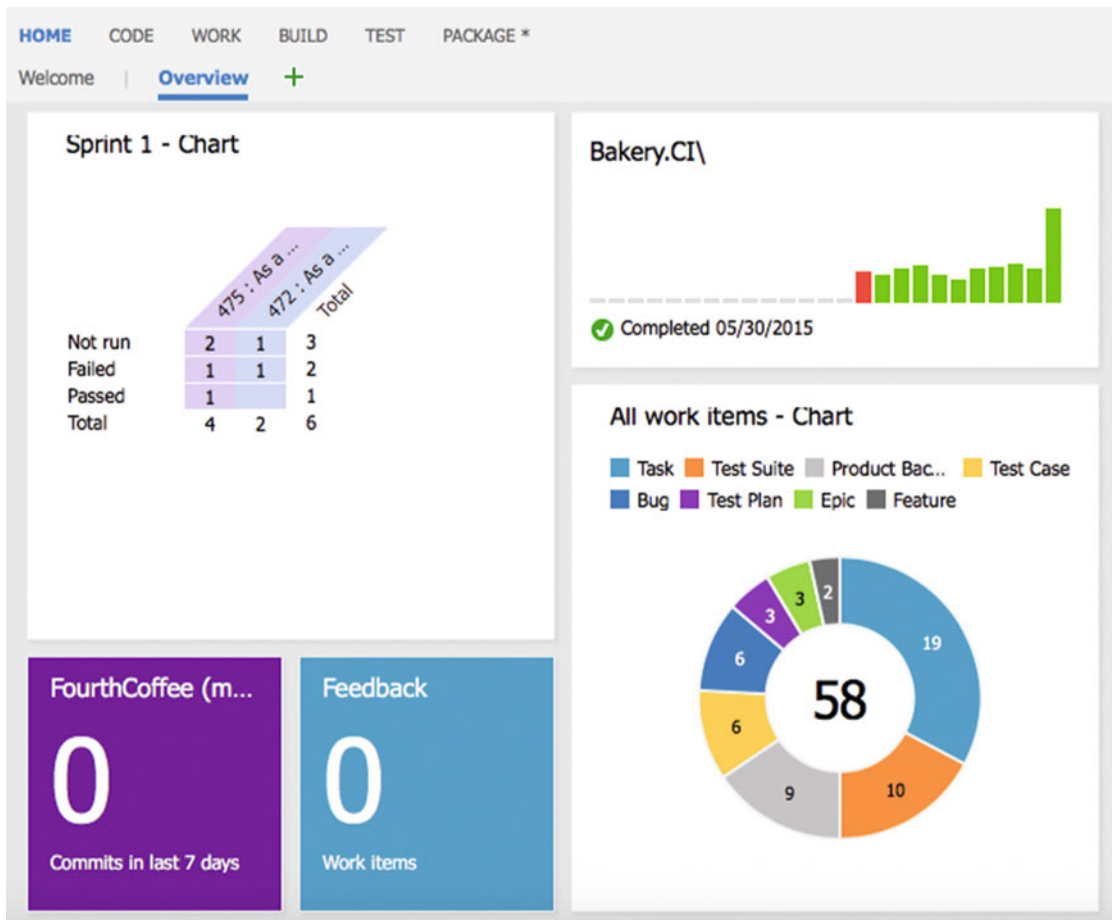 HOME CODE WORK BUILD TEST PACKAGE *
Welcome | Overview +
Sprint 1 - Chart
475 : As a ... 472 : As a ... Total
Not run 2 1 3
Failed 1 1 2
Passed 1 1
Total 4 2 6
Bakery.CI\
Completed 05/30/2015
All work items - Chart
Task Test Suite Product Bac... Test Case
Bug Test Plan Epic Feature
2
3
3
19
6
58
6
9
10
FourthCoffee (m...
0
Commits in last 7 days
Feedback
0
Work items